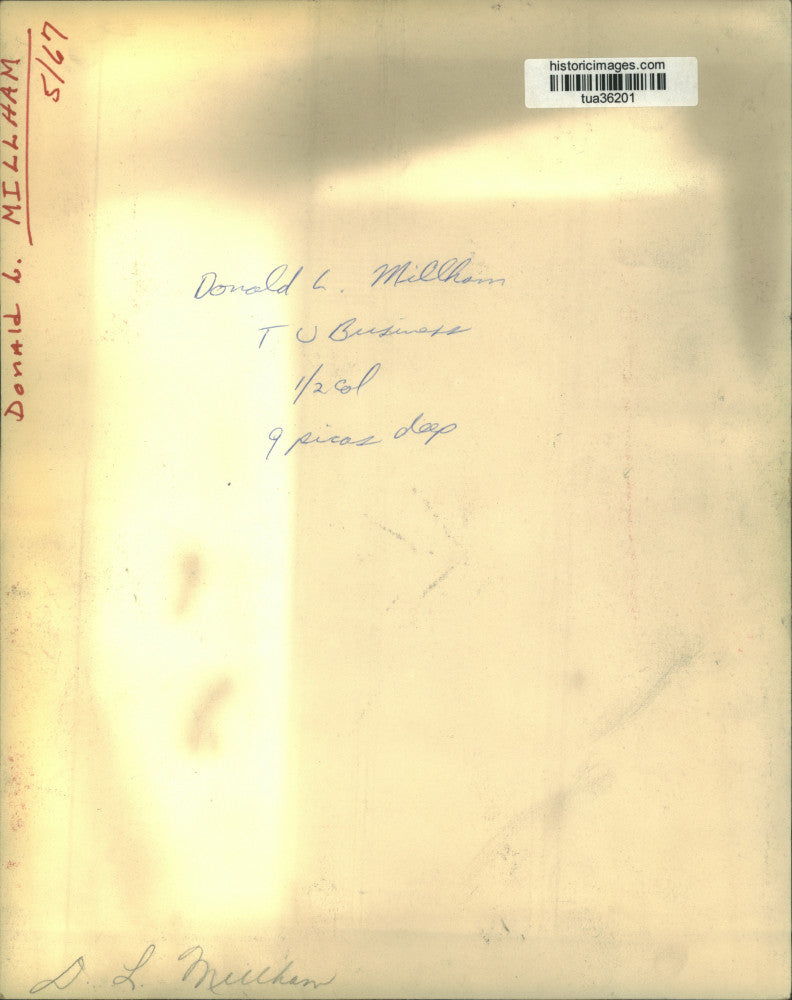 historicimages.com
tua36201
Donald L. MILLHAM
5/67
Donald L. Millham
T U Business
1/2 col
9 picas deep
D. L. Millham